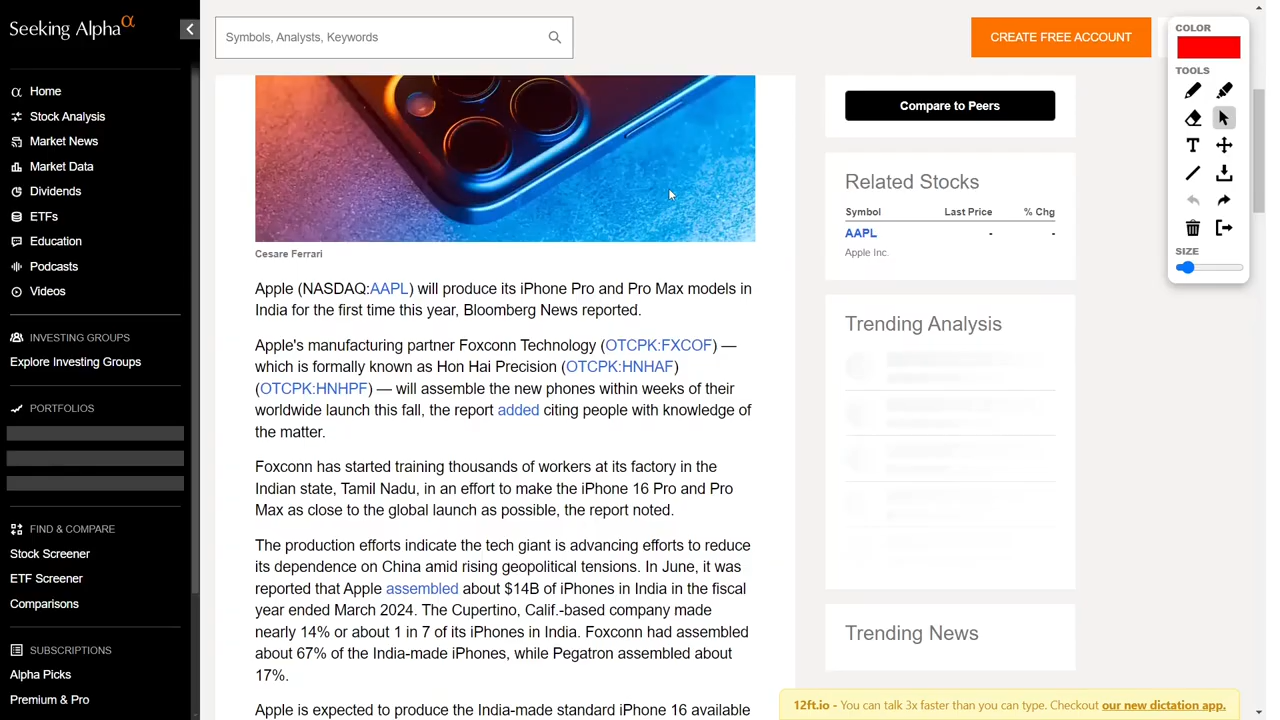 Seeking Alpha α
Symbols, Analysts, Keywords
CREATE FREE ACCOUNT
Home
Stock Analysis
Market News
Market Data
Dividends
ETFs
Education
Podcasts
Videos
INVESTING GROUPS
Explore Investing Groups
PORTFOLIOS
FIND & COMPARE
Stock Screener
ETF Screener
Comparisons
SUBSCRIPTIONS
Alpha Picks
Premium & Pro
Cesare Ferrari
Apple (NASDAQ:AAPL) will produce its iPhone Pro and Pro Max models in
India for the first time this year, Bloomberg News reported.
Apple's manufacturing partner Foxconn Technology (OTCPK:FXCOF) —
which is formally known as Hon Hai Precision (OTCPK:HNHAF)
(OTCPK:HNHPF) — will assemble the new phones within weeks of their
worldwide launch this fall, the report added citing people with knowledge of
the matter.
Foxconn has started training thousands of workers at its factory in the
Indian state, Tamil Nadu, in an effort to make the iPhone 16 Pro and Pro
Max as close to the global launch as possible, the report noted.
The production efforts indicate the tech giant is advancing efforts to reduce
its dependence on China amid rising geopolitical tensions. In June, it was
reported that Apple assembled about $14B of iPhones in India in the fiscal
year ended March 2024. The Cupertino, Calif.-based company made
nearly 14% or about 1 in 7 of its iPhones in India. Foxconn had assembled
about 67% of the India-made iPhones, while Pegatron assembled about
17%.
Apple is expected to produce the India-made standard iPhone 16 available
Compare to Peers
Related Stocks
Symbol Last Price % Chg
AAPL - -
Apple Inc.
Trending Analysis
Trending News
12ft.io - You can talk 3x faster than you can type. Checkout our new dictation app.
COLOR
TOOLS
T
SIZE